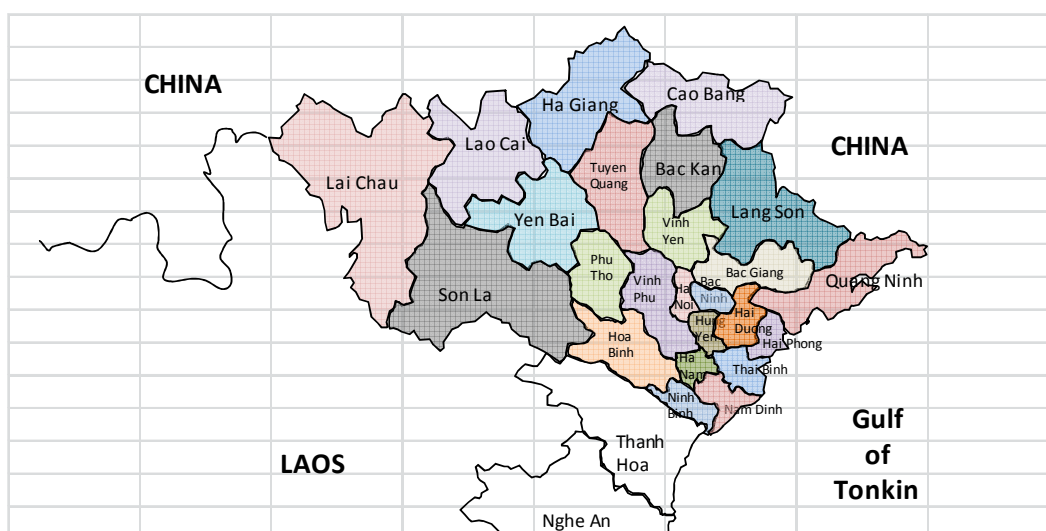 CHINA
Ha Giang
Cao Bang
Lao Cai
CHINA
Lai Chau
Tuyen
Quang
Bac Kan
Yen Bai
Vinh
Yen
Lang Son
Phu
Tho
Son La
Vinh
Phu
Ha
Noi
Bac
Ninh
Bac Giang
Quang Ninh
Hai
Duong
Hung
Yen
Hai Phong
Hoa
Binh
Ha
Nam
Thai Binh
Ninh
Binh
Nam Dinh
Thanh
Hoa
LAOS
Gulf
of
Tonkin
Nghe An